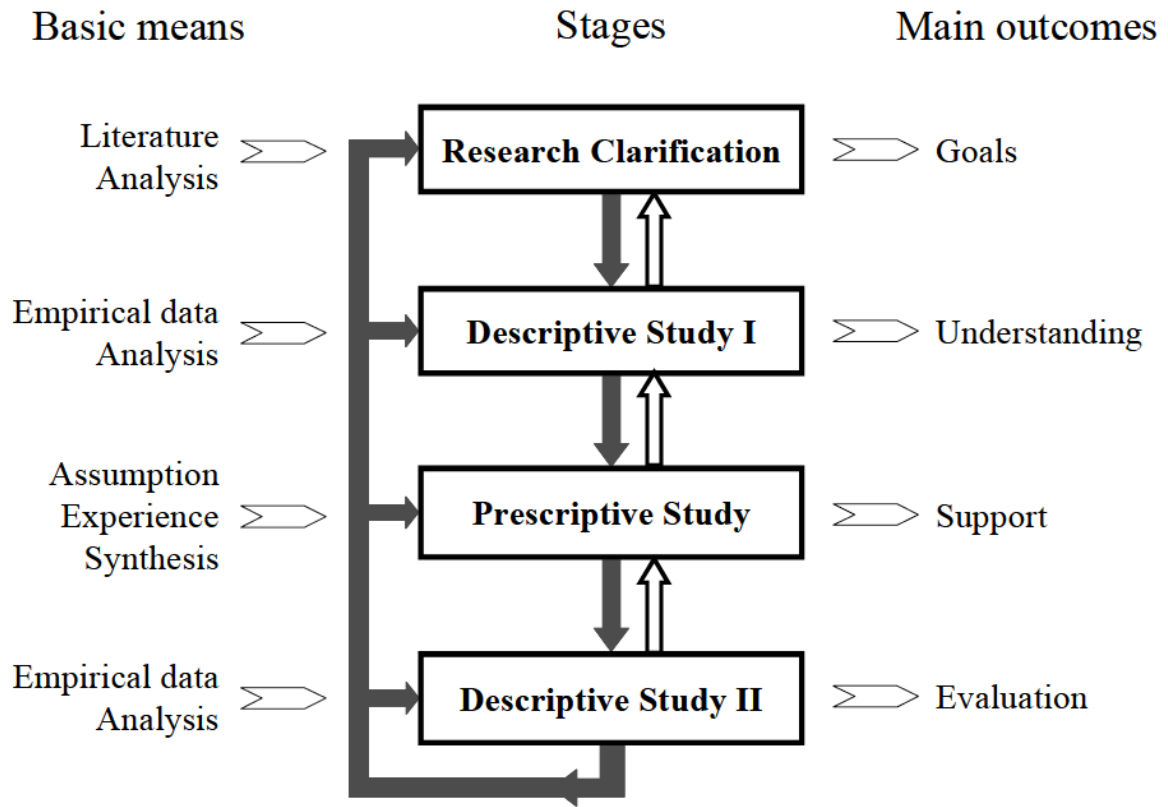 Basic means
Stages
Main outcomes
Literature
Analysis
Research Clarification
Goals
Empirical data
Analysis
Descriptive Study I
Understanding
Assumption
Experience
Synthesis
Prescriptive Study
Support
Empirical data
Analysis
Descriptive Study II
Evaluation